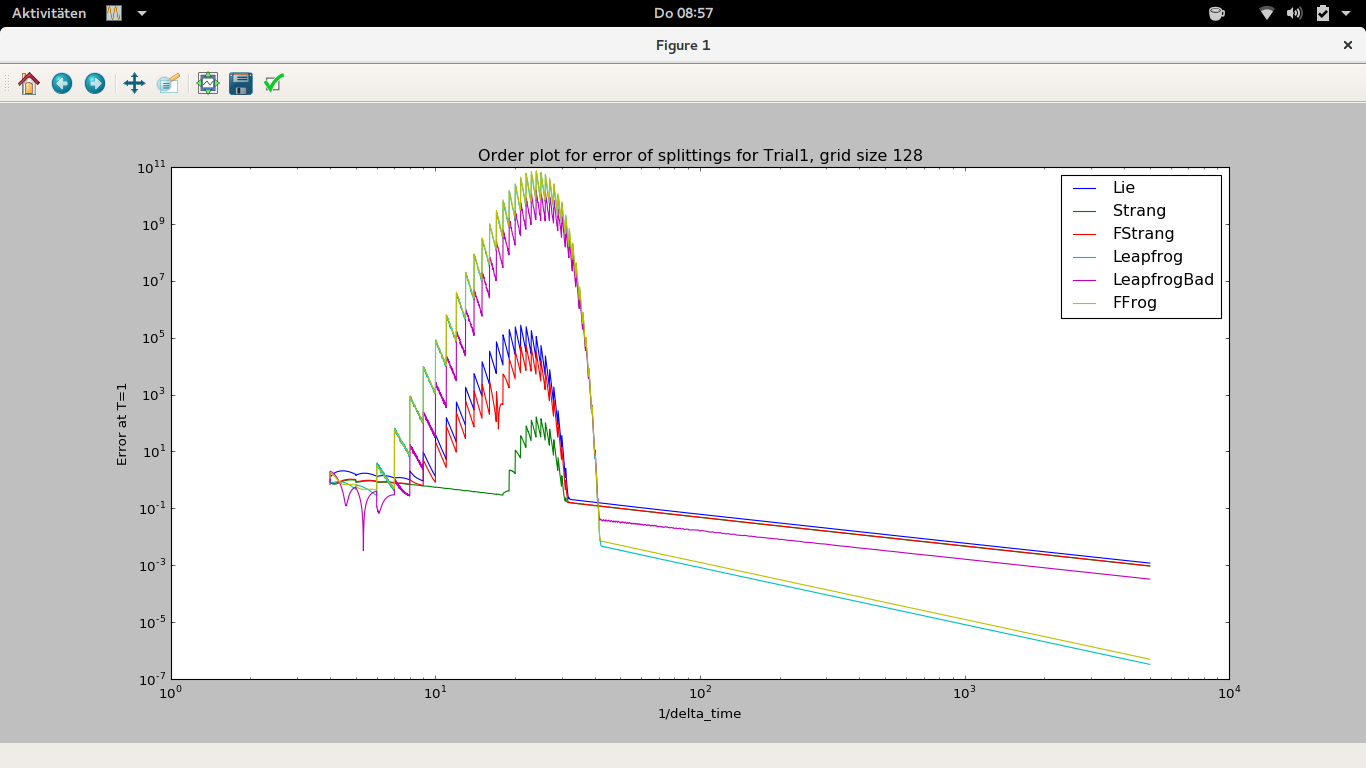 Aktivitäten
Do 08:57
Figure 1
Order plot for error of splittings for Trial1, grid size 128
Error at T=1
10^11
10^9
10^7
10^5
10^3
10^1
10^-1
10^-3
10^-5
10^-7
10^0
10^1
10^2
10^3
10^4
1/delta_time
Lie
Strang
FStrang
Leapfrog
LeapfrogBad
FFrog